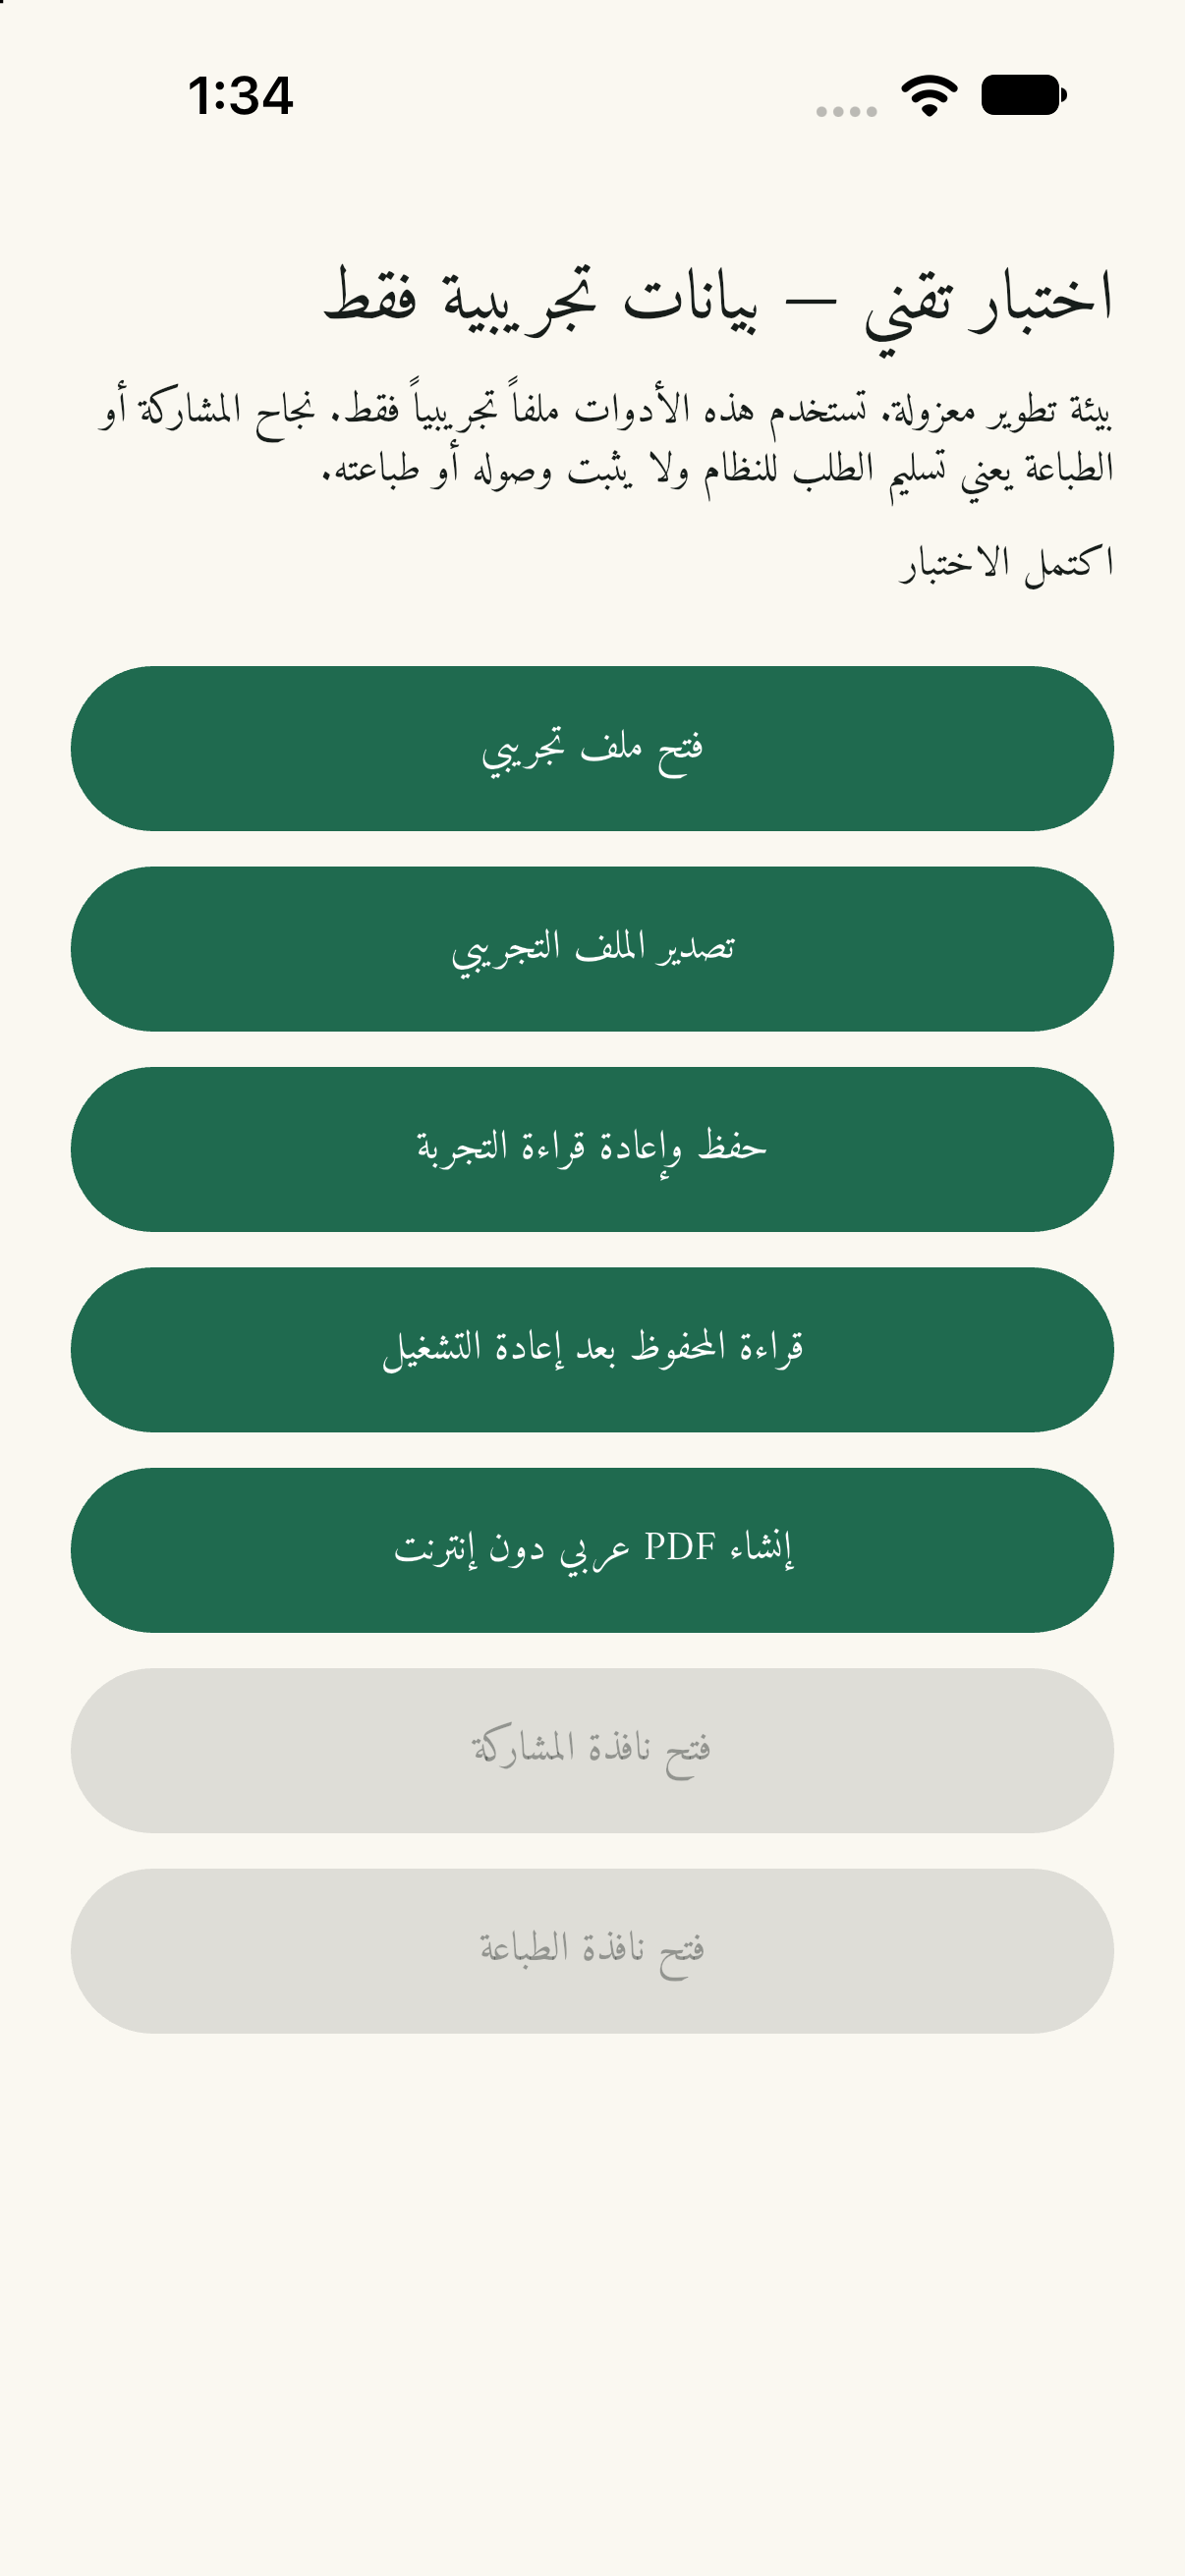 1:34
اختبار تقني — بيانات تجريبية فقط
بيئة تطوير معزولة. تستخدم هذه الأدوات ملفاً تجريبياً فقط. نجاح المشاركة أو
الطباعة يعني تسليم الطلب للنظام ولا يثبت وصوله أو طباعته.
اكتمل الاختبار
فتح ملف تجريبي
تصدير الملف التجريبي
حفظ وإعادة قراءة التجربة
قراءة المحفوظ بعد إعادة التشغيل
إنشاء PDF عربي دون إنترنت
فتح نافذة المشاركة
فتح نافذة الطباعة